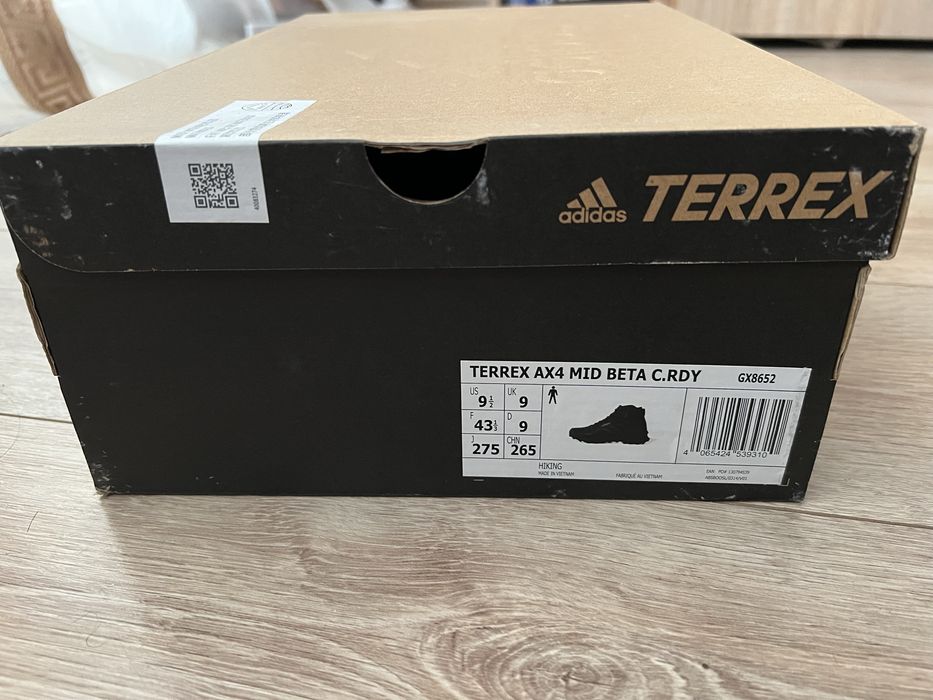 adidas TERREX
40083274
TERREX AX4 MID BETA C.RDY GX8652
US 9½ UK 9
F 43⅓ D 9
J 275 CHN 265
4 065424 539310
HIKING
MADE IN VIETNAM FABRIQUÉ AU VIETNAM